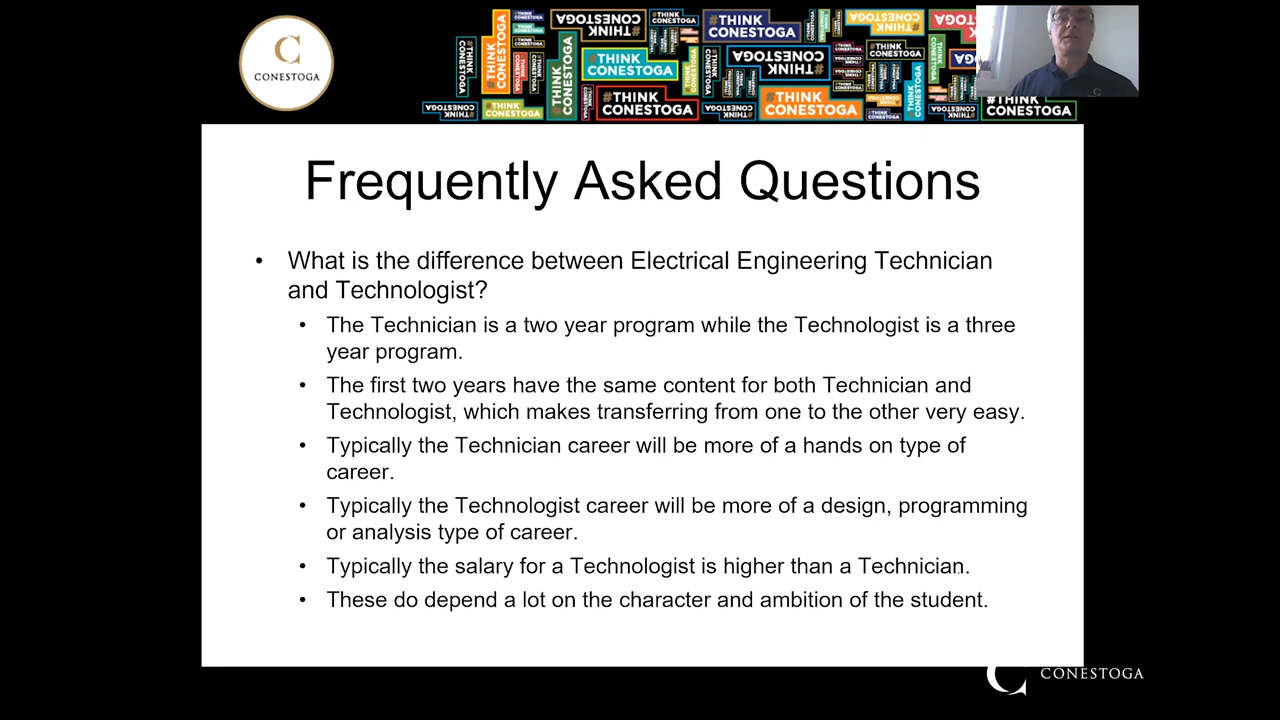 C
CONESTOGA
#THINK CONESTOGA
Frequently Asked Questions
• What is the difference between Electrical Engineering Technician
and Technologist?
• The Technician is a two year program while the Technologist is a three
year program.
• The first two years have the same content for both Technician and
Technologist, which makes transferring from one to the other very easy.
• Typically the Technician career will be more of a hands on type of
career.
• Typically the Technologist career will be more of a design, programming
or analysis type of career.
• Typically the salary for a Technologist is higher than a Technician.
• These do depend a lot on the character and ambition of the student.
C CONESTOGA